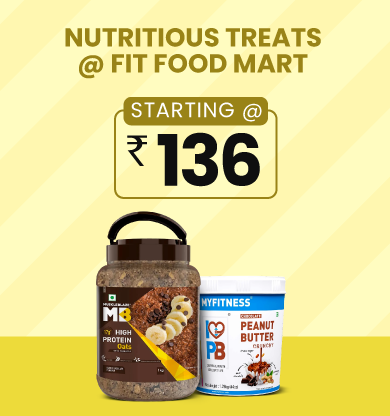 NUTRITIOUS TREATS
@ FIT FOOD MART
STARTING @
₹ 136
MUSCLEBLAZE
MB
HIGH
PROTEIN
Oats
MYFITNESS
CHOCOLATE
I
PB
PEANUT
BUTTER
CRUNCHY